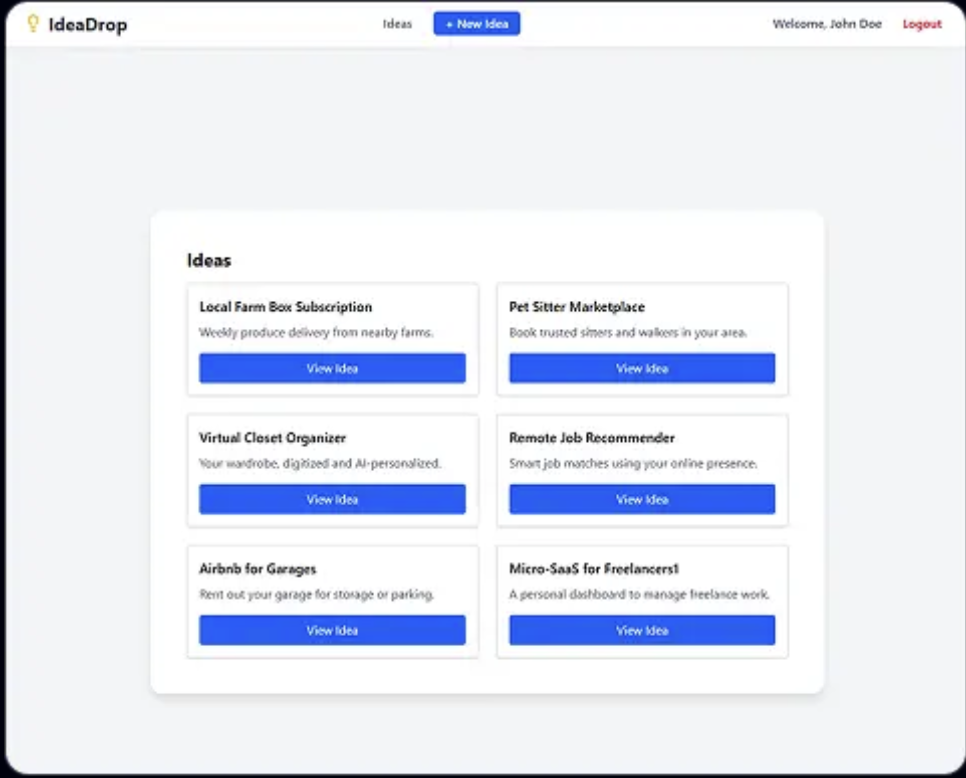 IdeaDrop
Ideas
+ New Idea
Welcome, John Doe
Logout
Ideas
Local Farm Box Subscription
Weekly produce delivery from nearby farms.
View Idea
Pet Sitter Marketplace
Book trusted sitters and walkers in your area.
View Idea
Virtual Closet Organizer
Your wardrobe, digitized and AI-personalized.
View Idea
Remote Job Recommender
Smart job matches using your online presence.
View Idea
Airbnb for Garages
Rent out your garage for storage or parking.
View Idea
Micro-SaaS for Freelancers1
A personal dashboard to manage freelance work.
View Idea